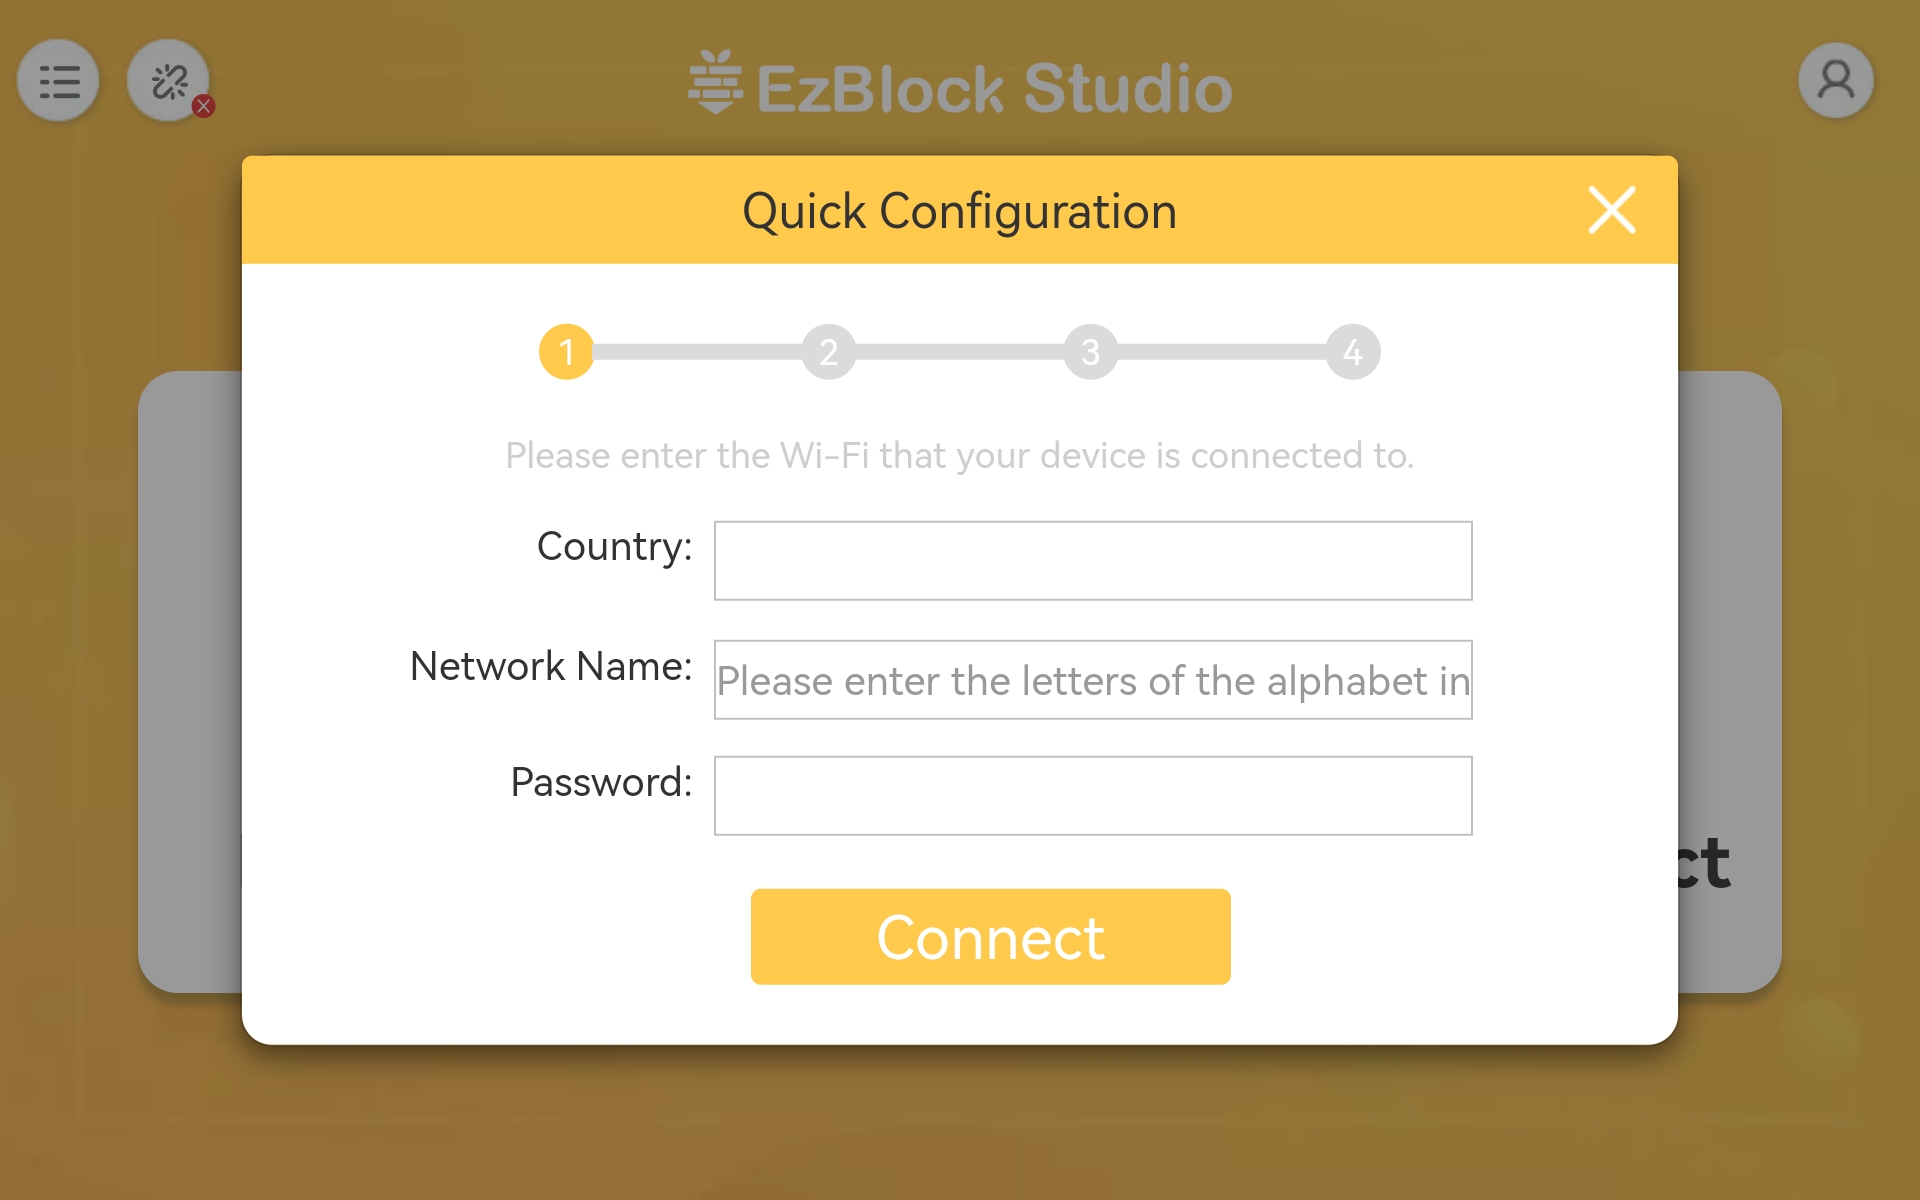 EzBlock Studio
Quick Configuration
1 2 3 4
Please enter the Wi-Fi that your device is connected to.
Country:
Network Name: Please enter the letters of the alphabet in
Password:
ct
Connect